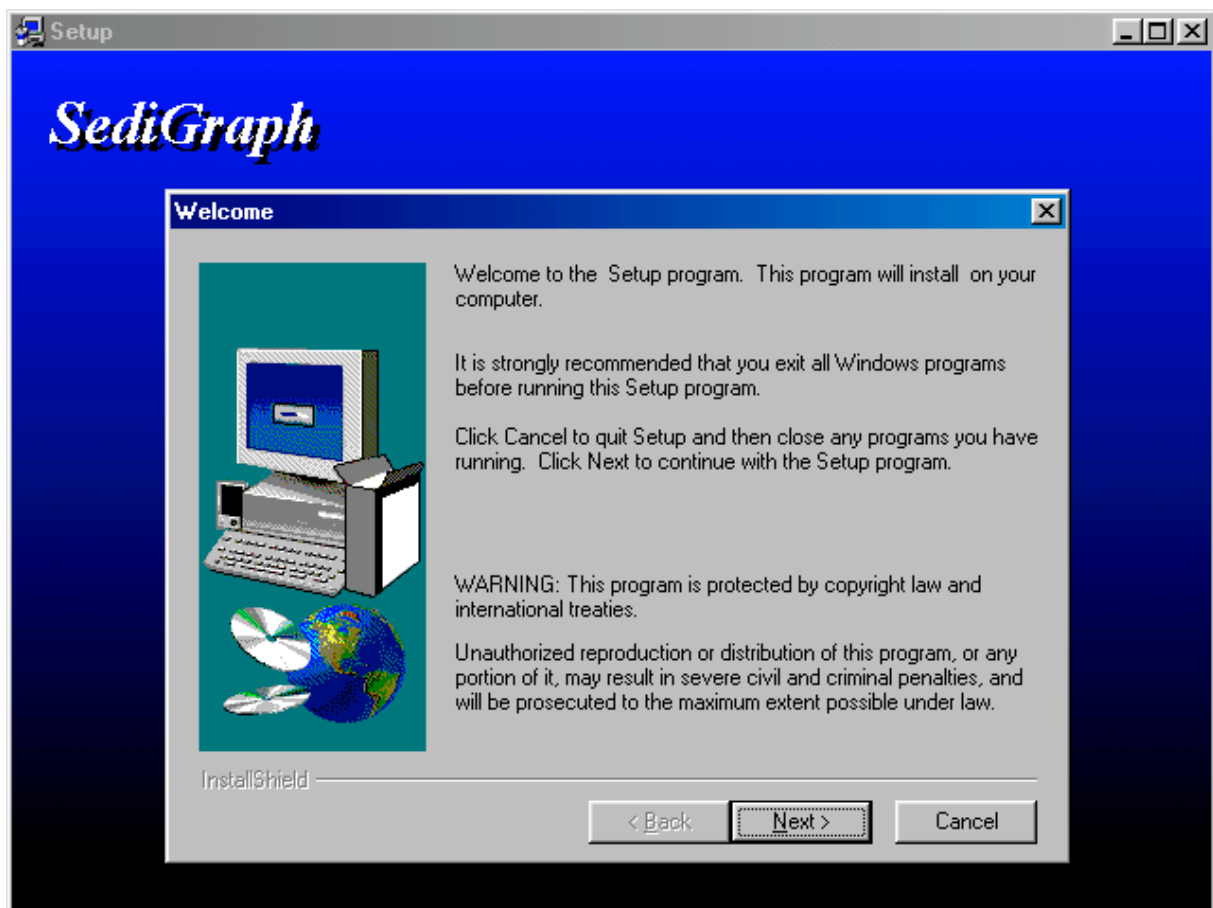 Setup
SediGraph
Welcome
Welcome to the  Setup program.  This program will install  on your
computer.
It is strongly recommended that you exit all Windows programs
before running this Setup program.
Click Cancel to quit Setup and then close any programs you have
running.  Click Next to continue with the Setup program.
WARNING: This program is protected by copyright law and
international treaties.
Unauthorized reproduction or distribution of this program, or any
portion of it, may result in severe civil and criminal penalties, and
will be prosecuted to the maximum extent possible under law.
InstallShield
< Back
Next >
Cancel